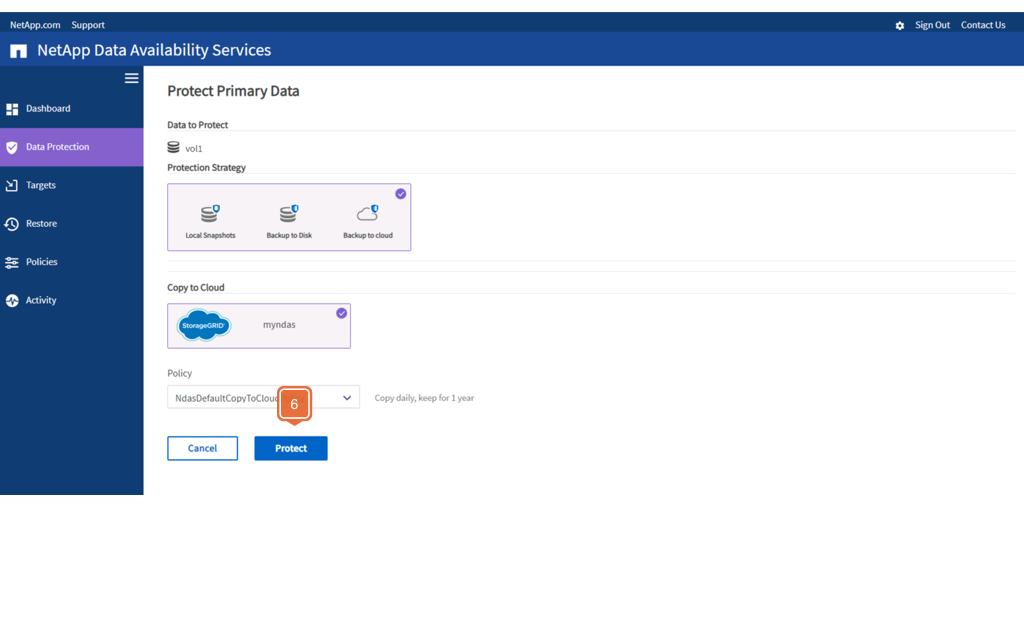 NetApp.com Support Sign Out Contact Us
NetApp Data Availability Services
Dashboard
Data Protection
Targets
Restore
Policies
Activity
Protect Primary Data
Data to Protect
vol1
Protection Strategy
Local Snapshots Backup to Disk Backup to cloud
Copy to Cloud
StorageGRID myndas
Policy
NdasDefaultCopyToCloud Copy daily, keep for 1 year
6
Cancel Protect